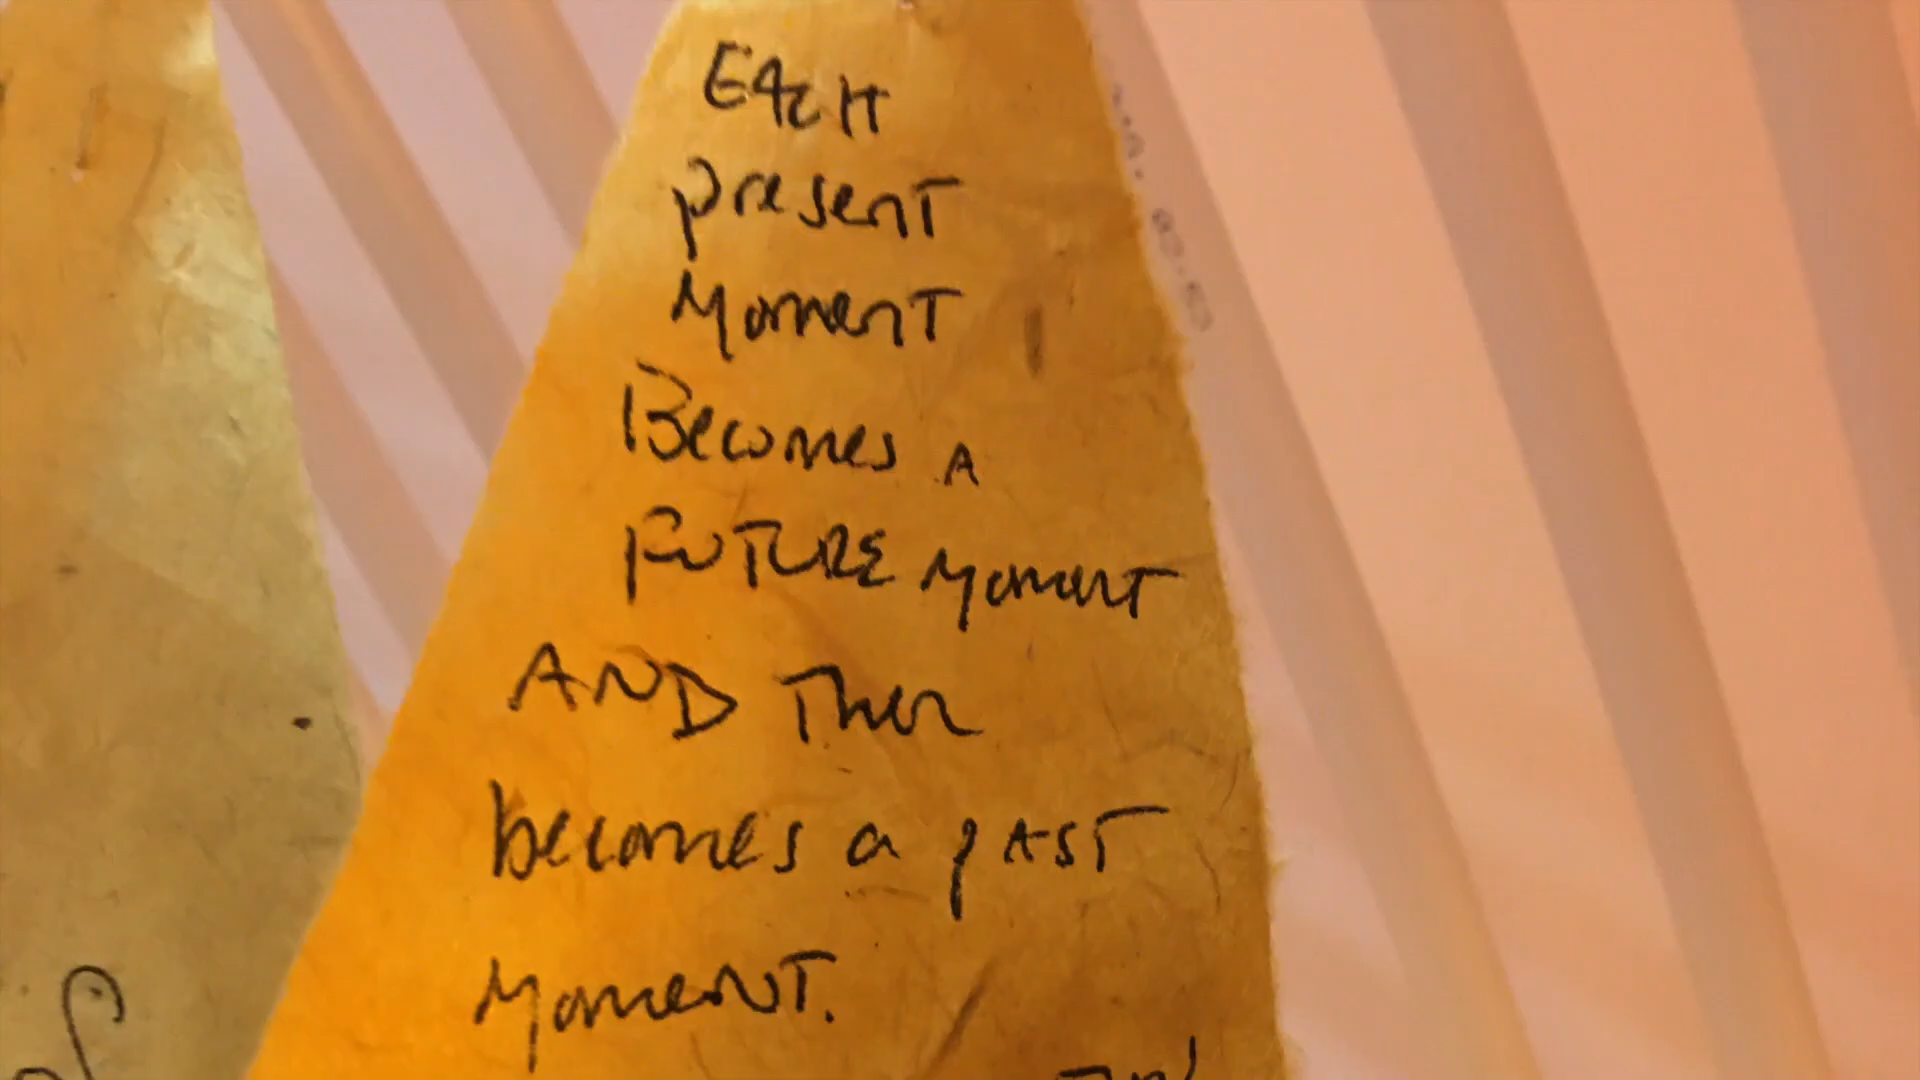 EACH
present
Moment
Becomes A
FUTURE Moment
AND Then
becomes a pAST
Moment.